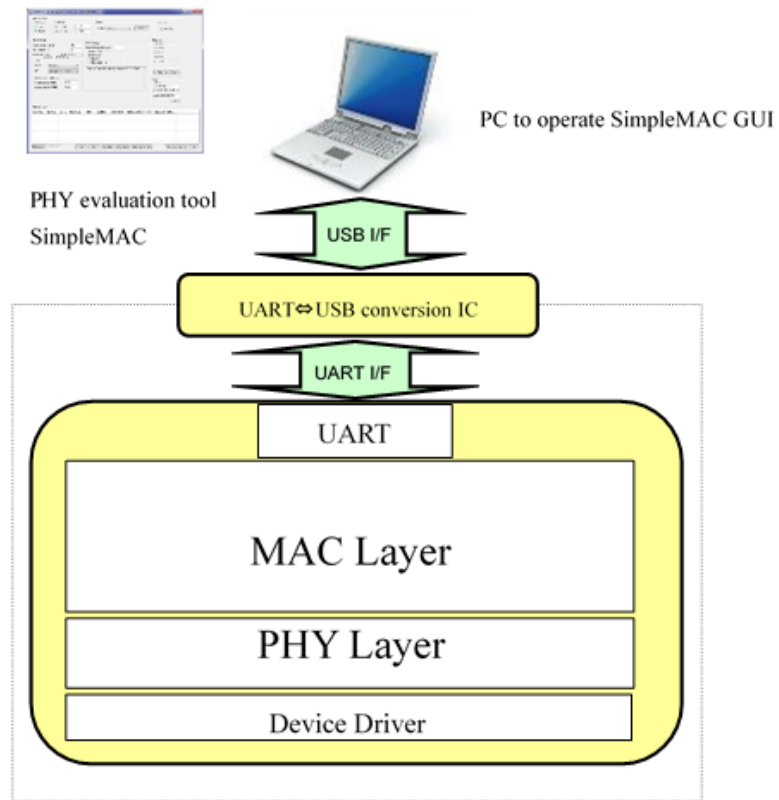 PC to operate SimpleMAC GUI
PHY evaluation tool
SimpleMAC
USB I/F
UART⇔USB conversion IC
UART I/F
UART
MAC Layer
PHY Layer
Device Driver